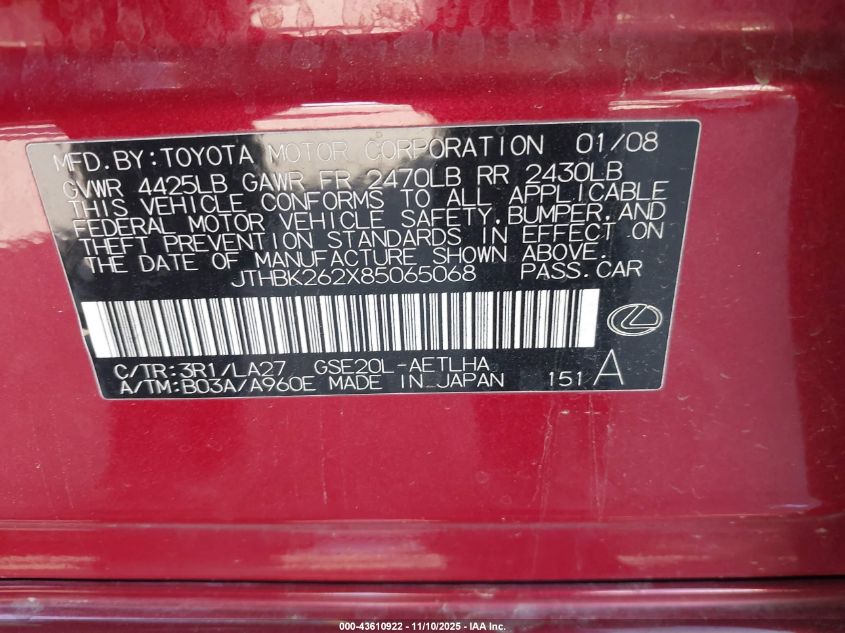 MFD.BY:TOYOTA MOTOR CORPORATION 01/08
GVWR 4425LB GAWR FR 2470LB RR 2430LB
THIS VEHICLE CONFORMS TO ALL APPLICABLE
FEDERAL MOTOR VEHICLE SAFETY,BUMPER,AND
THEFT PREVENTION STANDARDS IN EFFECT ON
THE DATE OF MANUFACTURE SHOWN ABOVE.
JTHBK262X85065068 PASS.CAR
C/TR:3R1/LA27 GSE20L-AETLHA
A/TM:B03A/A960E MADE IN JAPAN 151 A
000-43610922 - 11/10/2025 - IAA Inc.